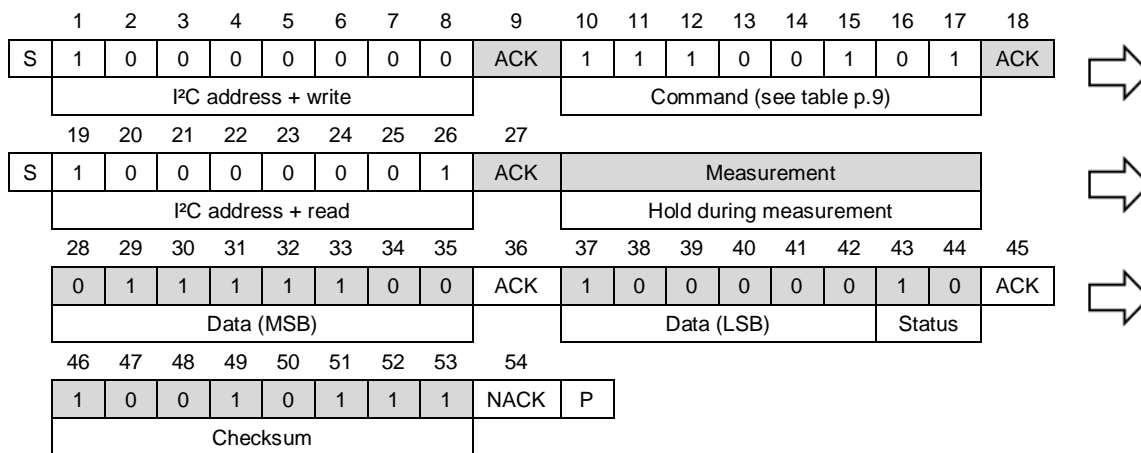 1 2 3 4 5 6 7 8 9 10 11 12 13 14 15 16 17 18
S 1 0 0 0 0 0 0 0 ACK 1 1 1 0 0 1 0 1 ACK
I²C address + write Command (see table p.9)
19 20 21 22 23 24 25 26 27
S 1 0 0 0 0 0 0 1 ACK Measurement
I²C address + read Hold during measurement
28 29 30 31 32 33 34 35 36 37 38 39 40 41 42 43 44 45
0 1 1 1 1 1 0 0 ACK 1 0 0 0 0 0 1 0 ACK
Data (MSB) Data (LSB) Status
46 47 48 49 50 51 52 53 54
1 0 0 1 0 1 1 1 NACK P
Checksum